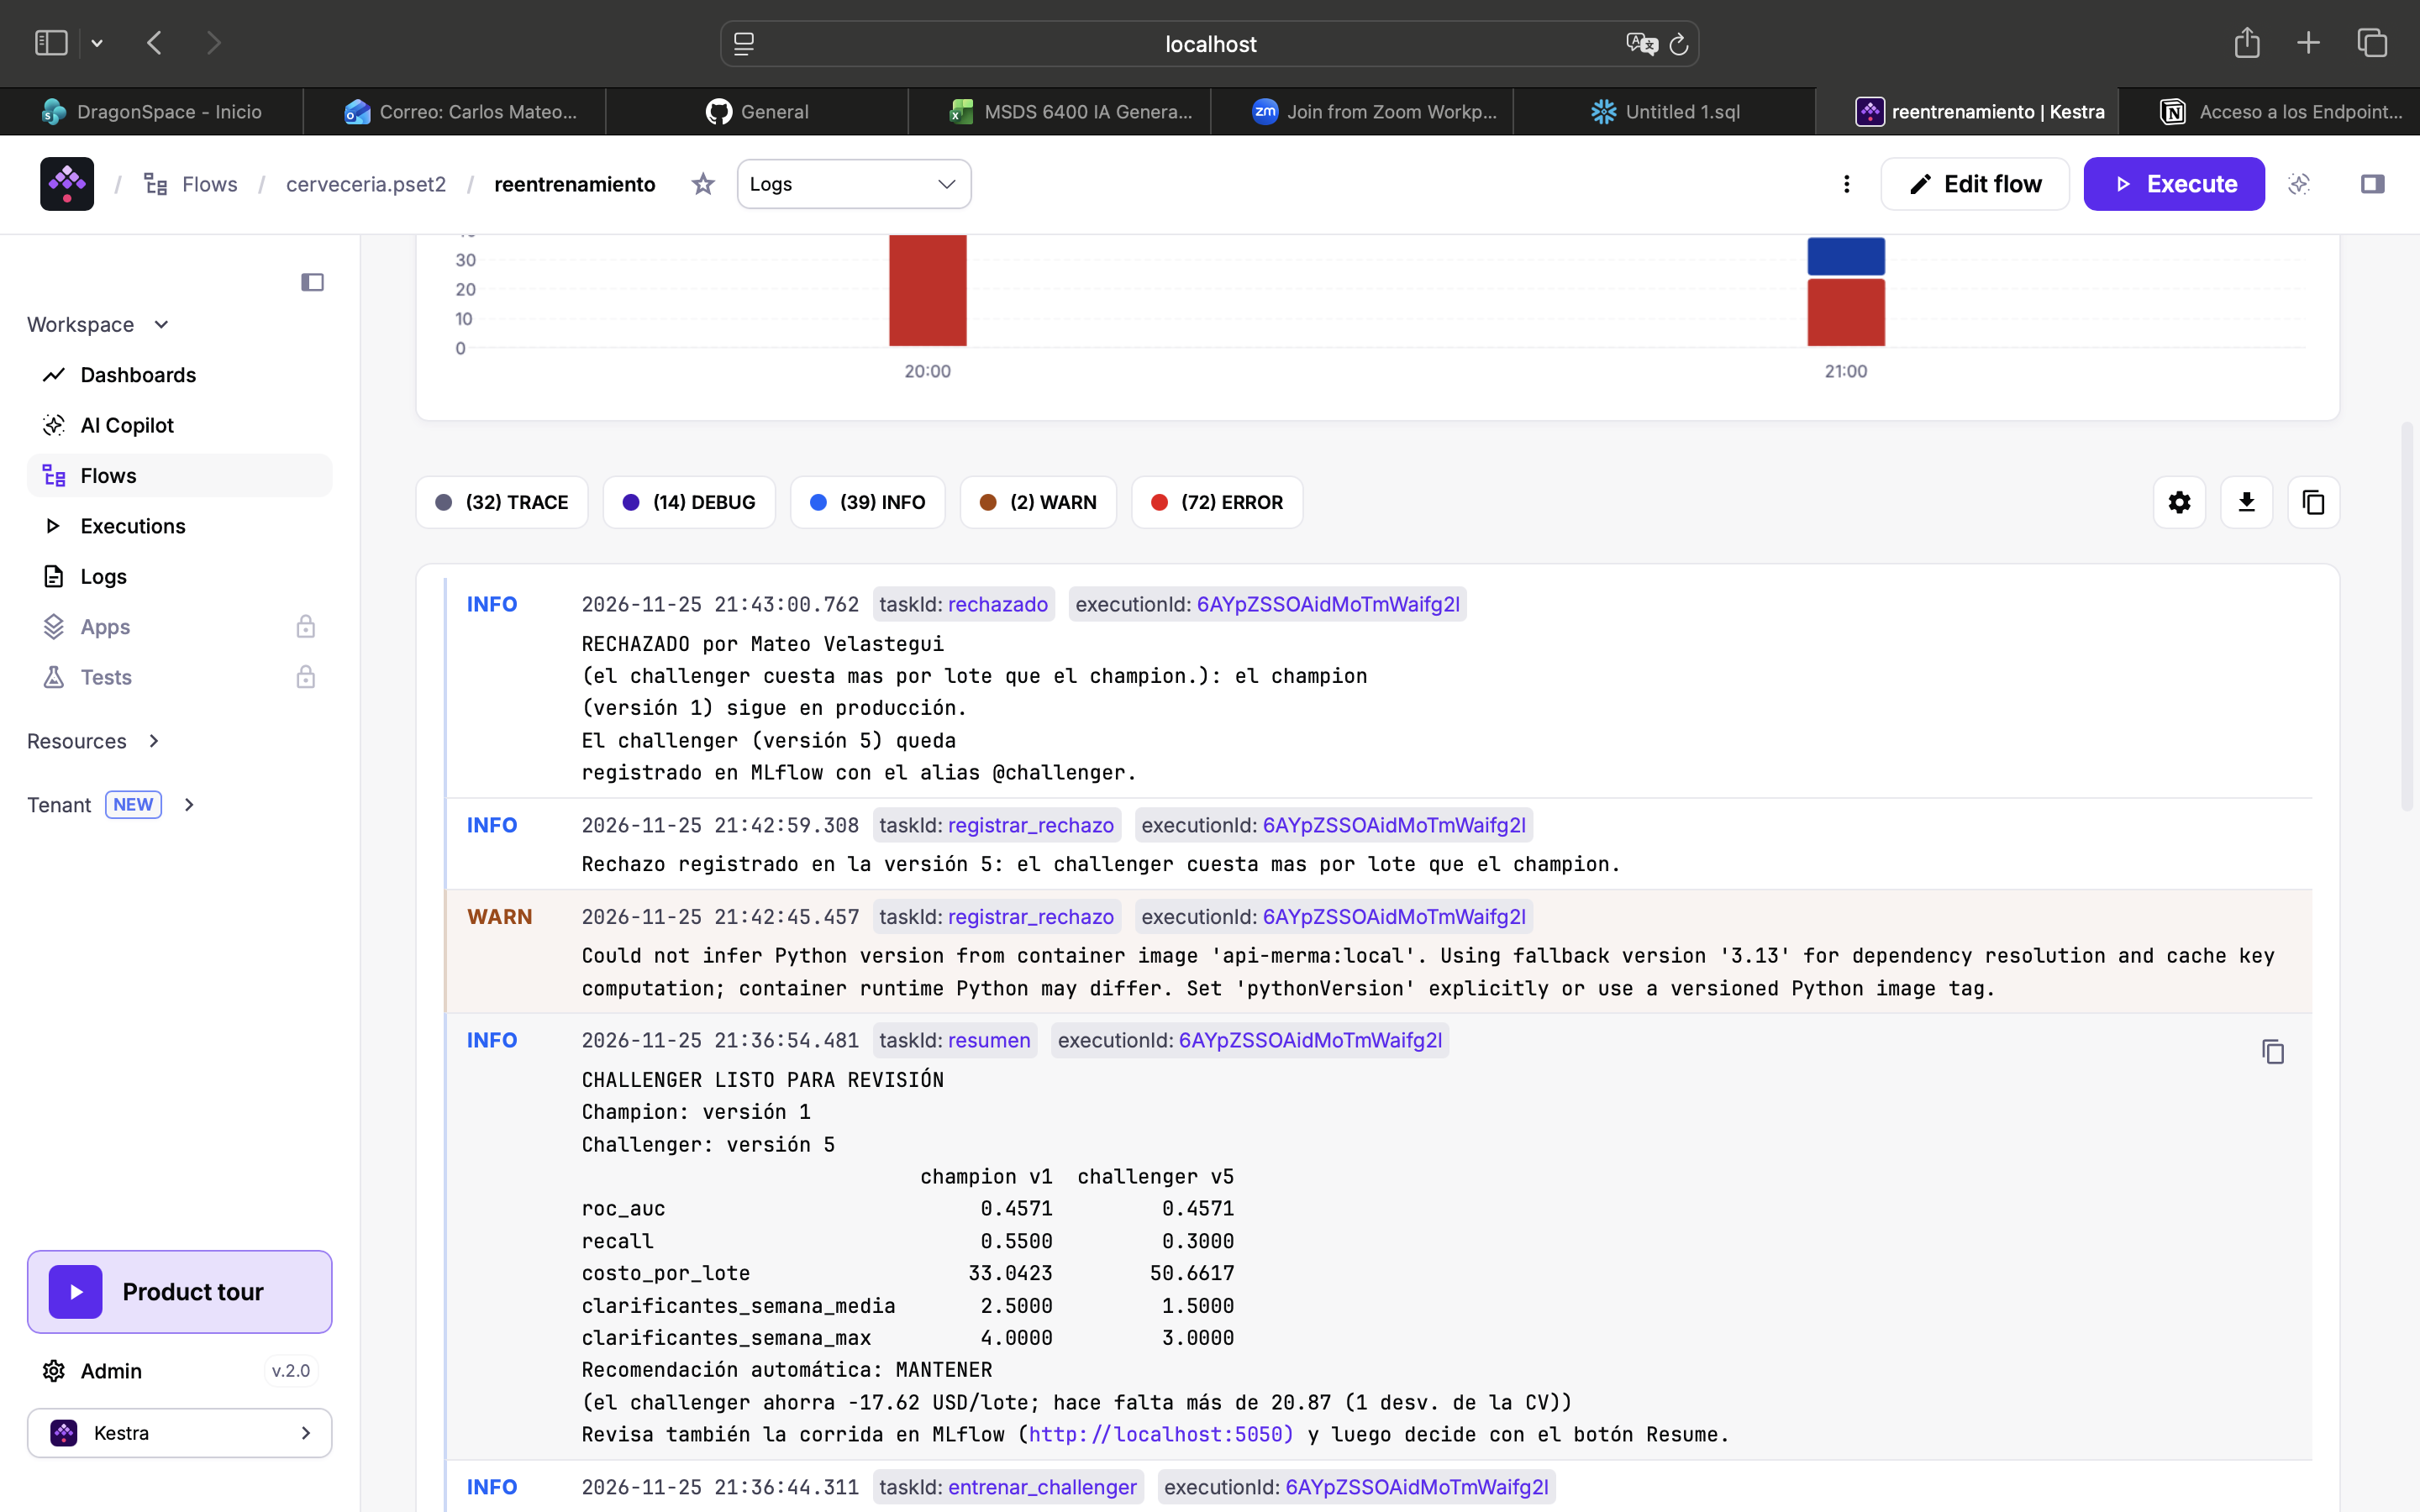 localhost
DragonSpace - Inicio
Correo: Carlos Mateo...
General
MSDS 6400 IA Genera...
Join from Zoom Workp...
Untitled 1.sql
reentrenamiento | Kestra
Acceso a los Endpoint...
/ Flows / cerveceria.pset2 / reentrenamiento
Logs
Edit flow
Execute
Workspace
Dashboards
AI Copilot
Flows
Executions
Logs
Apps
Tests
Resources
Tenant NEW
Product tour
Admin v.2.0
Kestra
30
20
10
0
20:00
21:00
(32) TRACE
(14) DEBUG
(39) INFO
(2) WARN
(72) ERROR
INFO 2026-11-25 21:43:00.762 taskId: rechazado executionId: 6AYpZSSOAidMoTmWaifg2l
RECHAZADO por Mateo Velastegui
(el challenger cuesta mas por lote que el champion.): el champion
(versión 1) sigue en producción.
El challenger (versión 5) queda
registrado en MLflow con el alias @challenger.
INFO 2026-11-25 21:42:59.308 taskId: registrar_rechazo executionId: 6AYpZSSOAidMoTmWaifg2l
Rechazo registrado en la versión 5: el challenger cuesta mas por lote que el champion.
WARN 2026-11-25 21:42:45.457 taskId: registrar_rechazo executionId: 6AYpZSSOAidMoTmWaifg2l
Could not infer Python version from container image 'api-merma:local'. Using fallback version '3.13' for dependency resolution and cache key
computation; container runtime Python may differ. Set 'pythonVersion' explicitly or use a versioned Python image tag.
INFO 2026-11-25 21:36:54.481 taskId: resumen executionId: 6AYpZSSOAidMoTmWaifg2l
CHALLENGER LISTO PARA REVISIÓN
Champion: versión 1
Challenger: versión 5
champion v1 challenger v5
roc_auc 0.4571 0.4571
recall 0.5500 0.3000
costo_por_lote 33.0423 50.6617
clarificantes_semana_media 2.5000 1.5000
clarificantes_semana_max 4.0000 3.0000
Recomendación automática: MANTENER
(el challenger ahorra -17.62 USD/lote; hace falta más de 20.87 (1 desv. de la CV))
Revisa también la corrida en MLflow (http://localhost:5050) y luego decide con el botón Resume.
INFO 2026-11-25 21:36:44.311 taskId: entrenar_challenger executionId: 6AYpZSSOAidMoTmWaifg2l